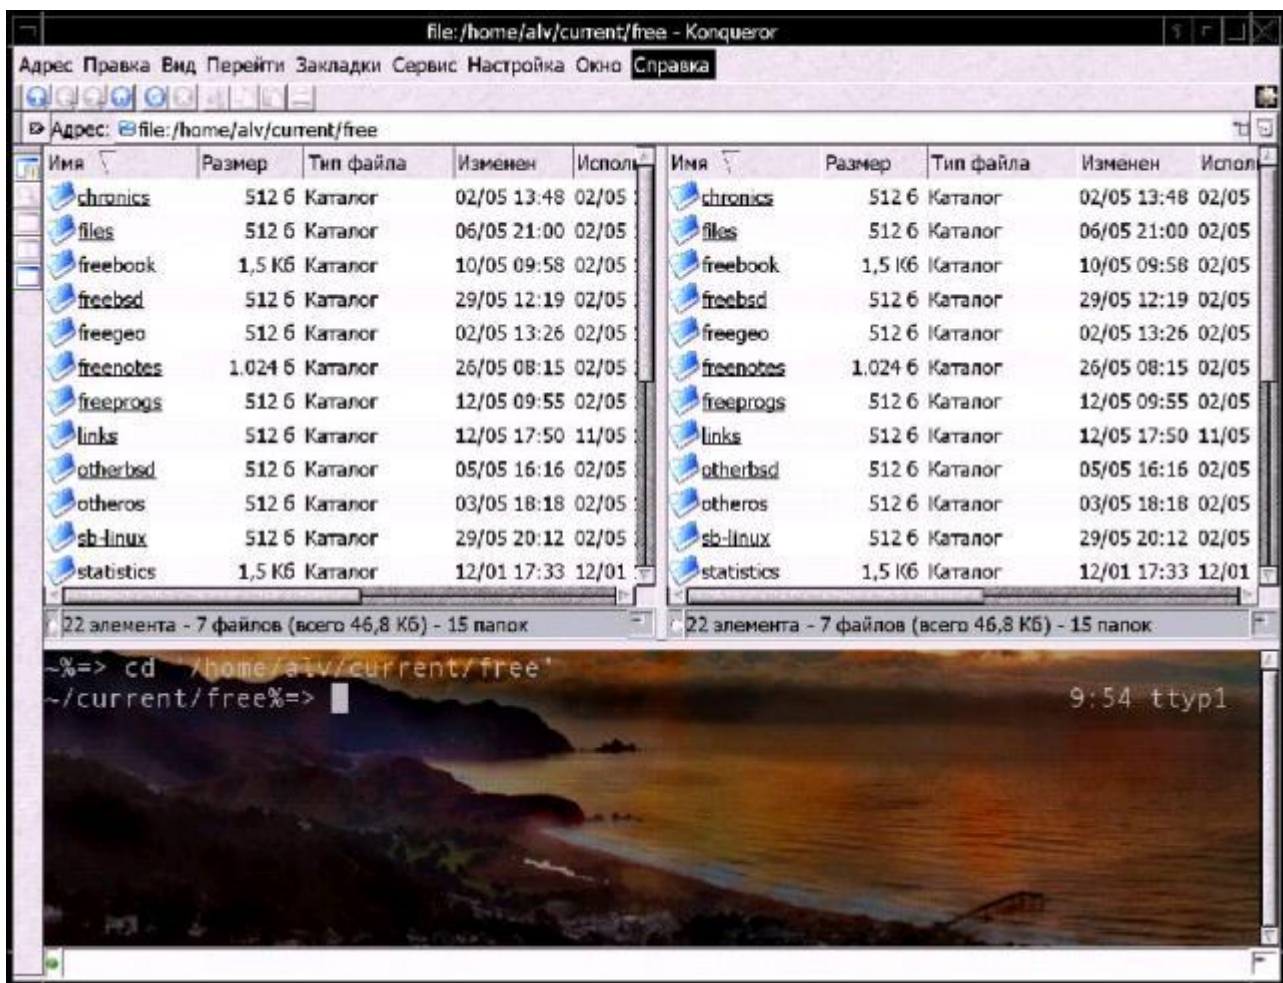 file:/home/alv/current/free - Konqueror
Адрес Правка Вид Перейти Закладки Сервис Настройка Окно Справка
Адрес: file:/home/alv/current/free
Имя Размер Тип файла Изменен Исполь Имя Размер Тип файла Изменен Исполь
chronics 512 б Каталог 02/05 13:48 02/05 chronics 512 б Каталог 02/05 13:48 02/05
files 512 б Каталог 06/05 21:00 02/05 files 512 б Каталог 06/05 21:00 02/05
freebook 1,5 Кб Каталог 10/05 09:58 02/05 freebook 1,5 Кб Каталог 10/05 09:58 02/05
freebsd 512 б Каталог 29/05 12:19 02/05 freebsd 512 б Каталог 29/05 12:19 02/05
freegeo 512 б Каталог 02/05 13:26 02/05 freegeo 512 б Каталог 02/05 13:26 02/05
freenotes 1.024 б Каталог 26/05 08:15 02/05 freenotes 1.024 б Каталог 26/05 08:15 02/05
freeprogs 512 б Каталог 12/05 09:55 02/05 freeprogs 512 б Каталог 12/05 09:55 02/05
links 512 б Каталог 12/05 17:50 11/05 links 512 б Каталог 12/05 17:50 11/05
otherbsd 512 б Каталог 05/05 16:16 02/05 otherbsd 512 б Каталог 05/05 16:16 02/05
otheros 512 б Каталог 03/05 18:18 02/05 otheros 512 б Каталог 03/05 18:18 02/05
sb-linux 512 б Каталог 29/05 20:12 02/05 sb-linux 512 б Каталог 29/05 20:12 02/05
statistics 1,5 Кб Каталог 12/01 17:33 12/01 statistics 1,5 Кб Каталог 12/01 17:33 12/01
22 элемента - 7 файлов (всего 46,8 Кб) - 15 папок 22 элемента - 7 файлов (всего 46,8 Кб) - 15 папок
~%=> cd '/home/alv/current/free'
~/current/free%=> 9:54 ttyp1